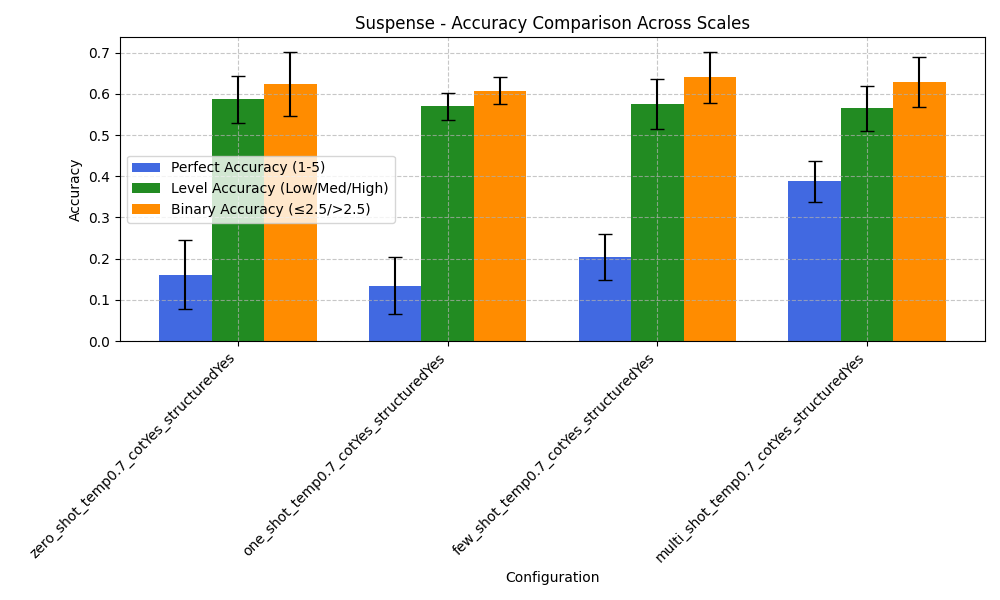 Suspense - Accuracy Comparison Across Scales
0.7
0.6
0.5
0.4
0.3
0.2
0.1
0.0
Accuracy
Perfect Accuracy (1-5)
Level Accuracy (Low/Med/High)
Binary Accuracy (≤2.5/>2.5)
zero_shot_temp0.7_cotYes_structuredYes
one_shot_temp0.7_cotYes_structuredYes
few_shot_temp0.7_cotYes_structuredYes
multi_shot_temp0.7_cotYes_structuredYes
Configuration